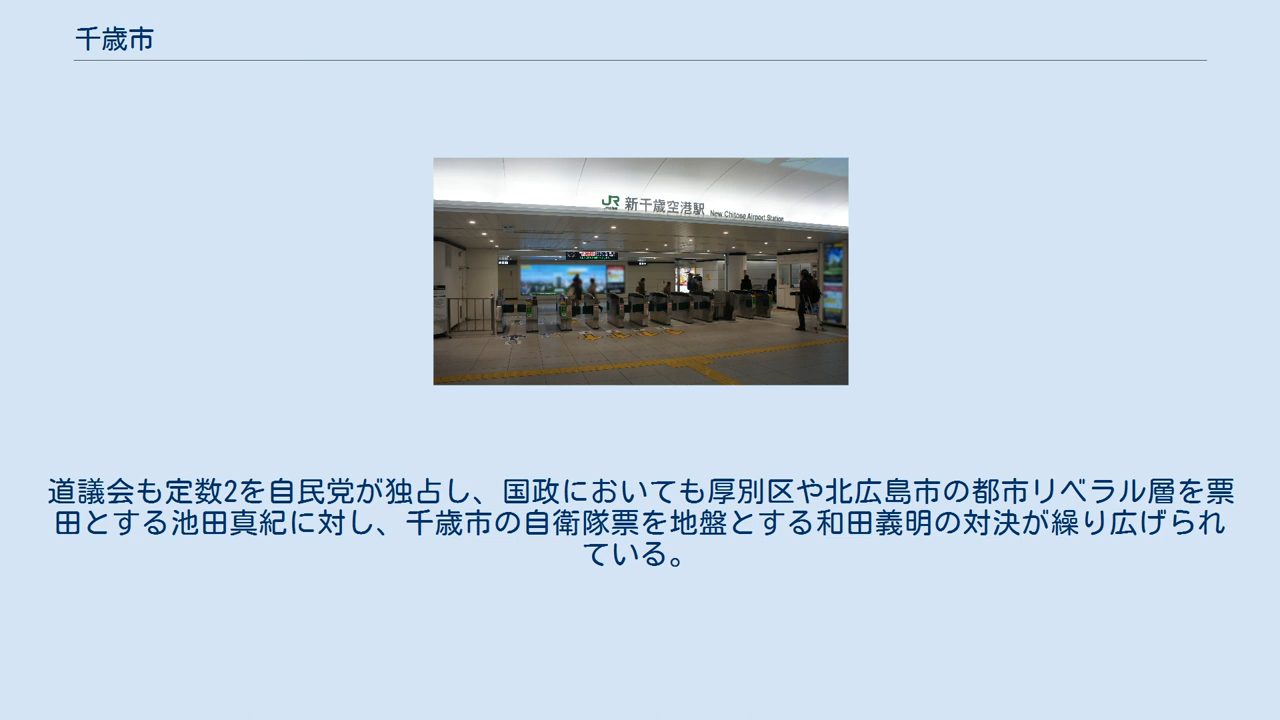 千歳市
JR 新千歳空港駅 New Chitose Airport Station
道議会も定数2を自民党が独占し、国政においても厚別区や北広島市の都市リベラル層を票
田とする池田真紀に対し、千歳市の自衛隊票を地盤とする和田義明の対決が繰り広げられ
ている。